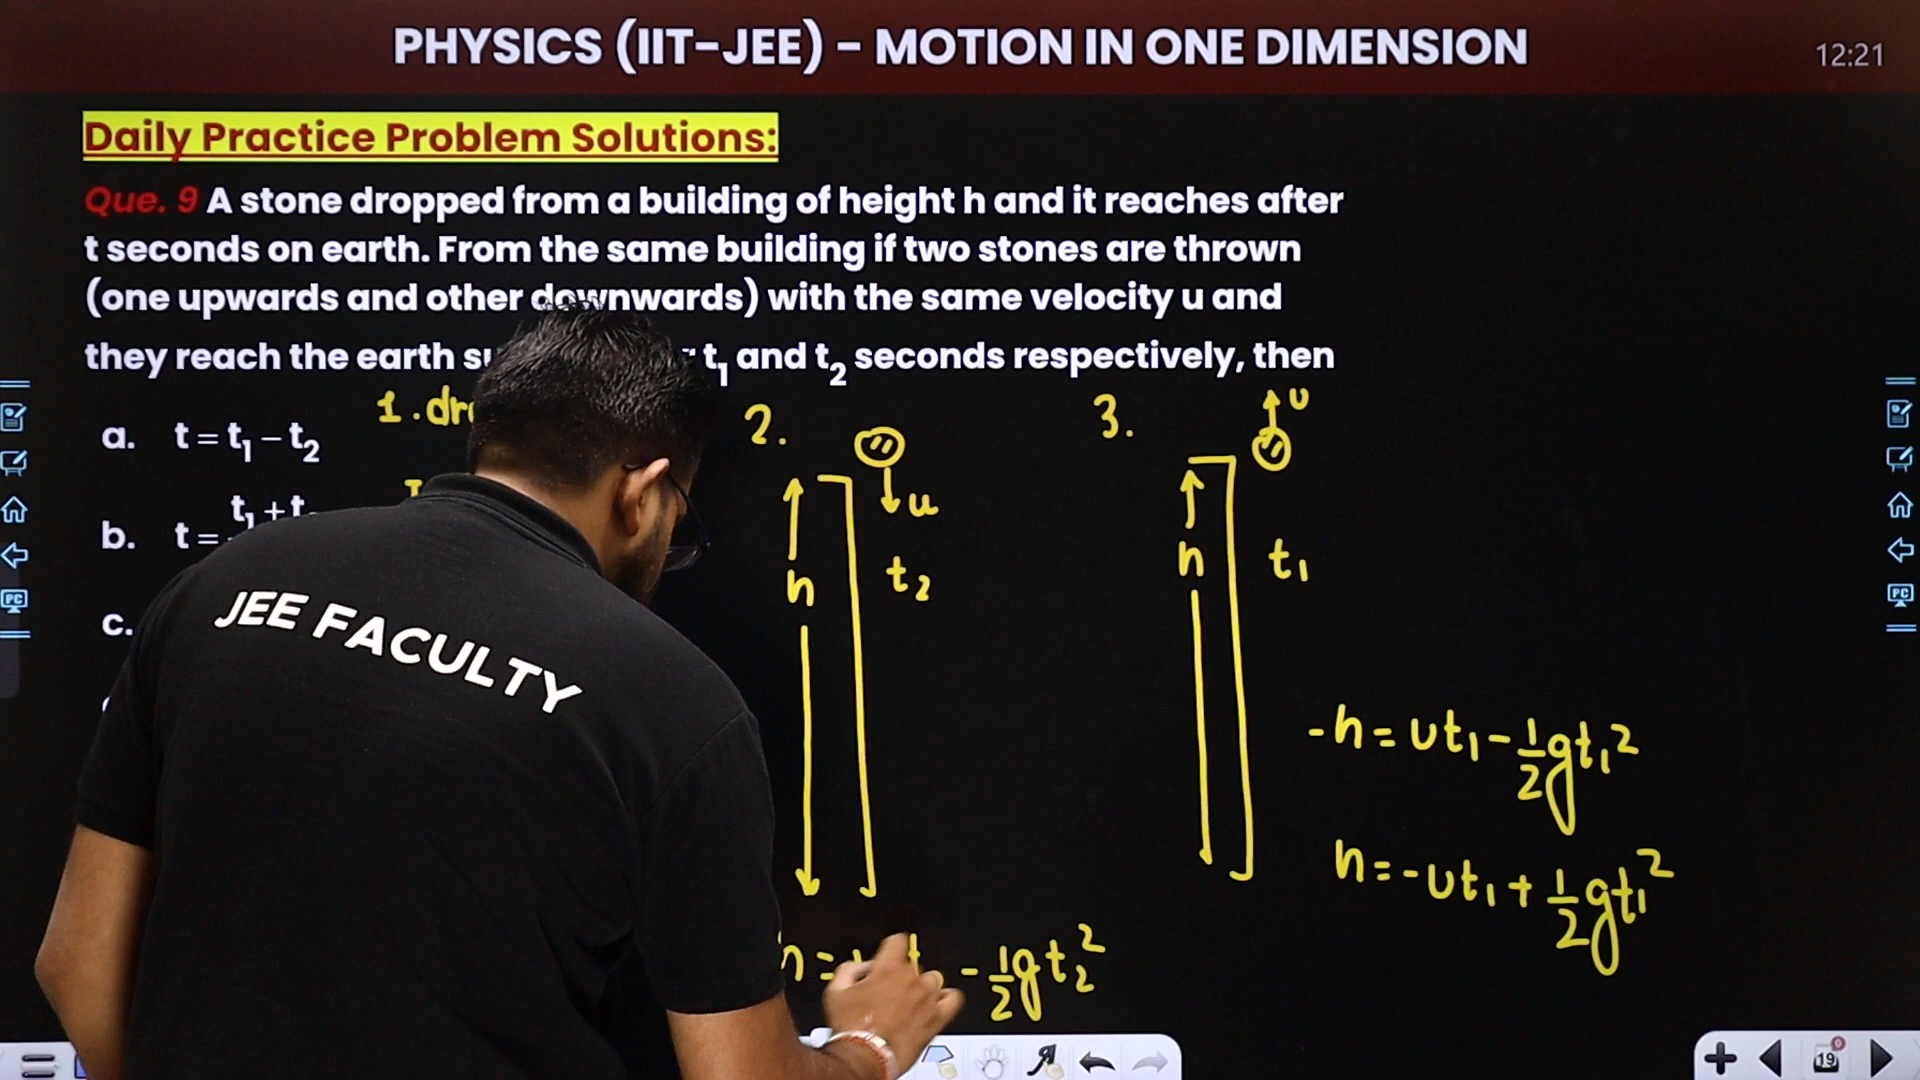 PHYSICS (IIT-JEE) - MOTION IN ONE DIMENSION
12:21
Daily Practice Problem Solutions:
Que. 9 A stone dropped from a building of height h and it reaches after
t seconds on earth. From the same building if two stones are thrown
(one upwards and other downwards) with the same velocity u and
they reach the earth t₁ and t₂ seconds respectively, then
a. t = t₁ – t₂
b. t = t₁ +
c.
1.
2.
u
h
t₂
3.
u
h
t₁
-h = ut₁ - 1/2 gt₁²
h = -ut₁ + 1/2 gt₁²
h = - 1/2 gt₂²
JEE FACULTY
PC
PC
19